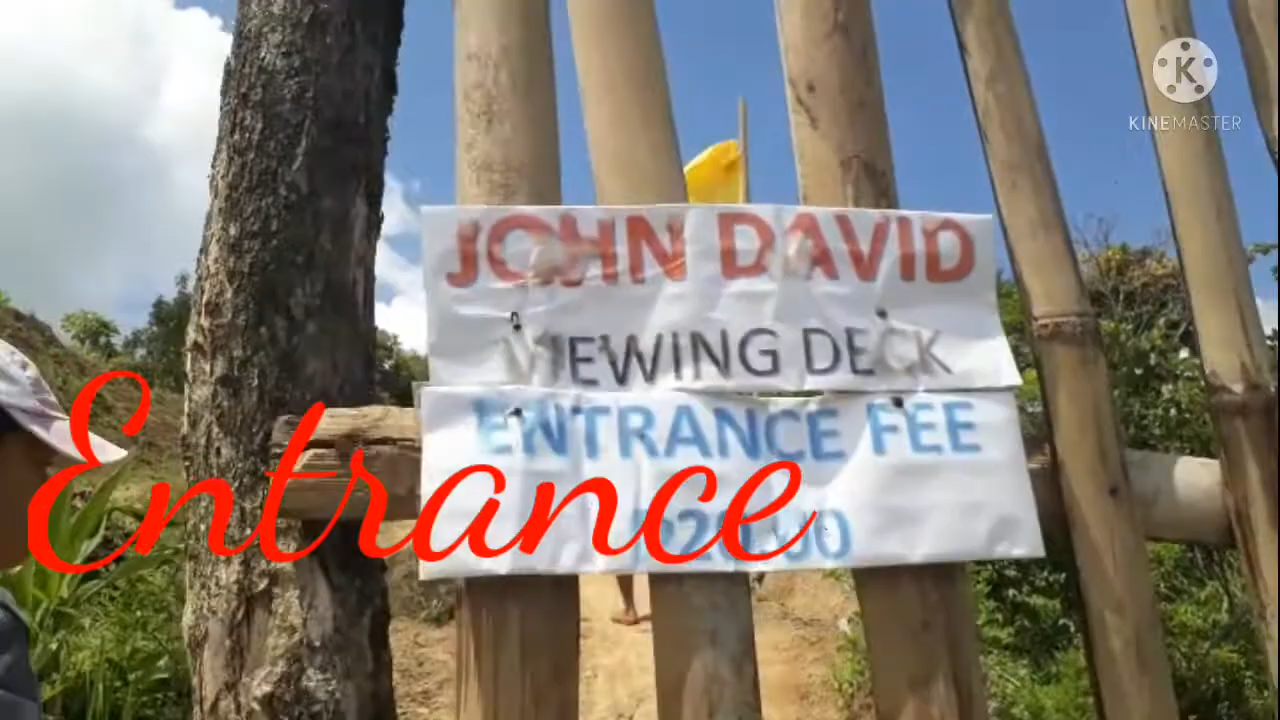 K
KINEMASTER
JOHN DAVID
VIEWING DECK
ENTRANCE FEE
Entrance